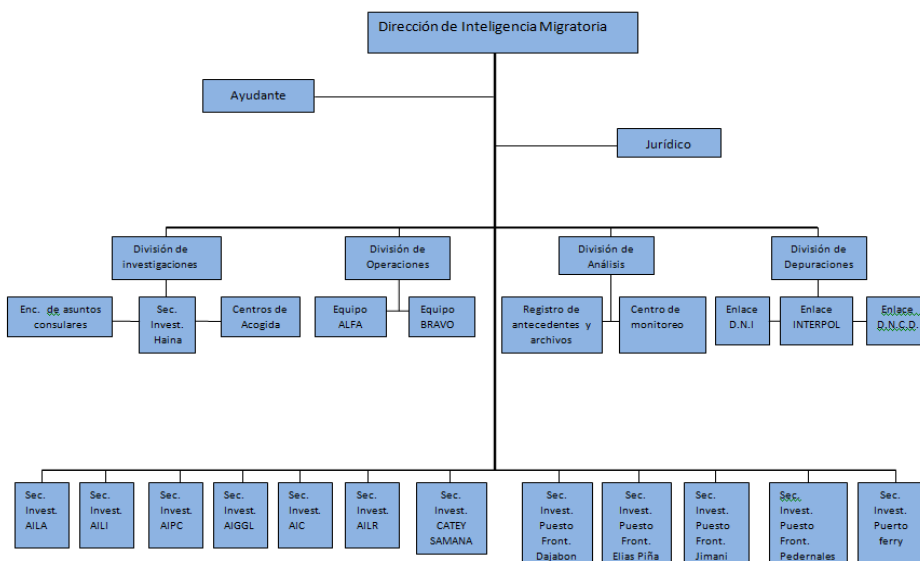 Dirección de Inteligencia Migratoria
Ayudante
Jurídico
División de
investigaciones
División de
Operaciones
División de
Análisis
División de
Depuraciones
Enc. de asuntos
consulares
Sec.
Invest.
Haina
Centros de
Acogida
Equipo
ALFA
Equipo
BRAVO
Registro de
antecedentes y
archivos
Centro de
monitoreo
Enlace
D.N.I
Enlace
INTERPOL
Enlace
D.N.C.D.
Sec.
Invest.
AILA
Sec.
Invest.
AILI
Sec.
Invest.
AIPC
Sec.
Invest.
AIGGL
Sec.
Invest.
AIC
Sec.
Invest.
AILR
Sec.
Invest.
CATEY
SAMANA
Sec.
Invest.
Puesto
Front.
Dajabon
Sec.
Invest.
Puesto
Front.
Elías Piña
Sec.
Invest.
Puesto
Front.
Jimani
Sec.
Invest.
Puesto
Front.
Pedernales
Sec.
Invest.
Puerto
ferry